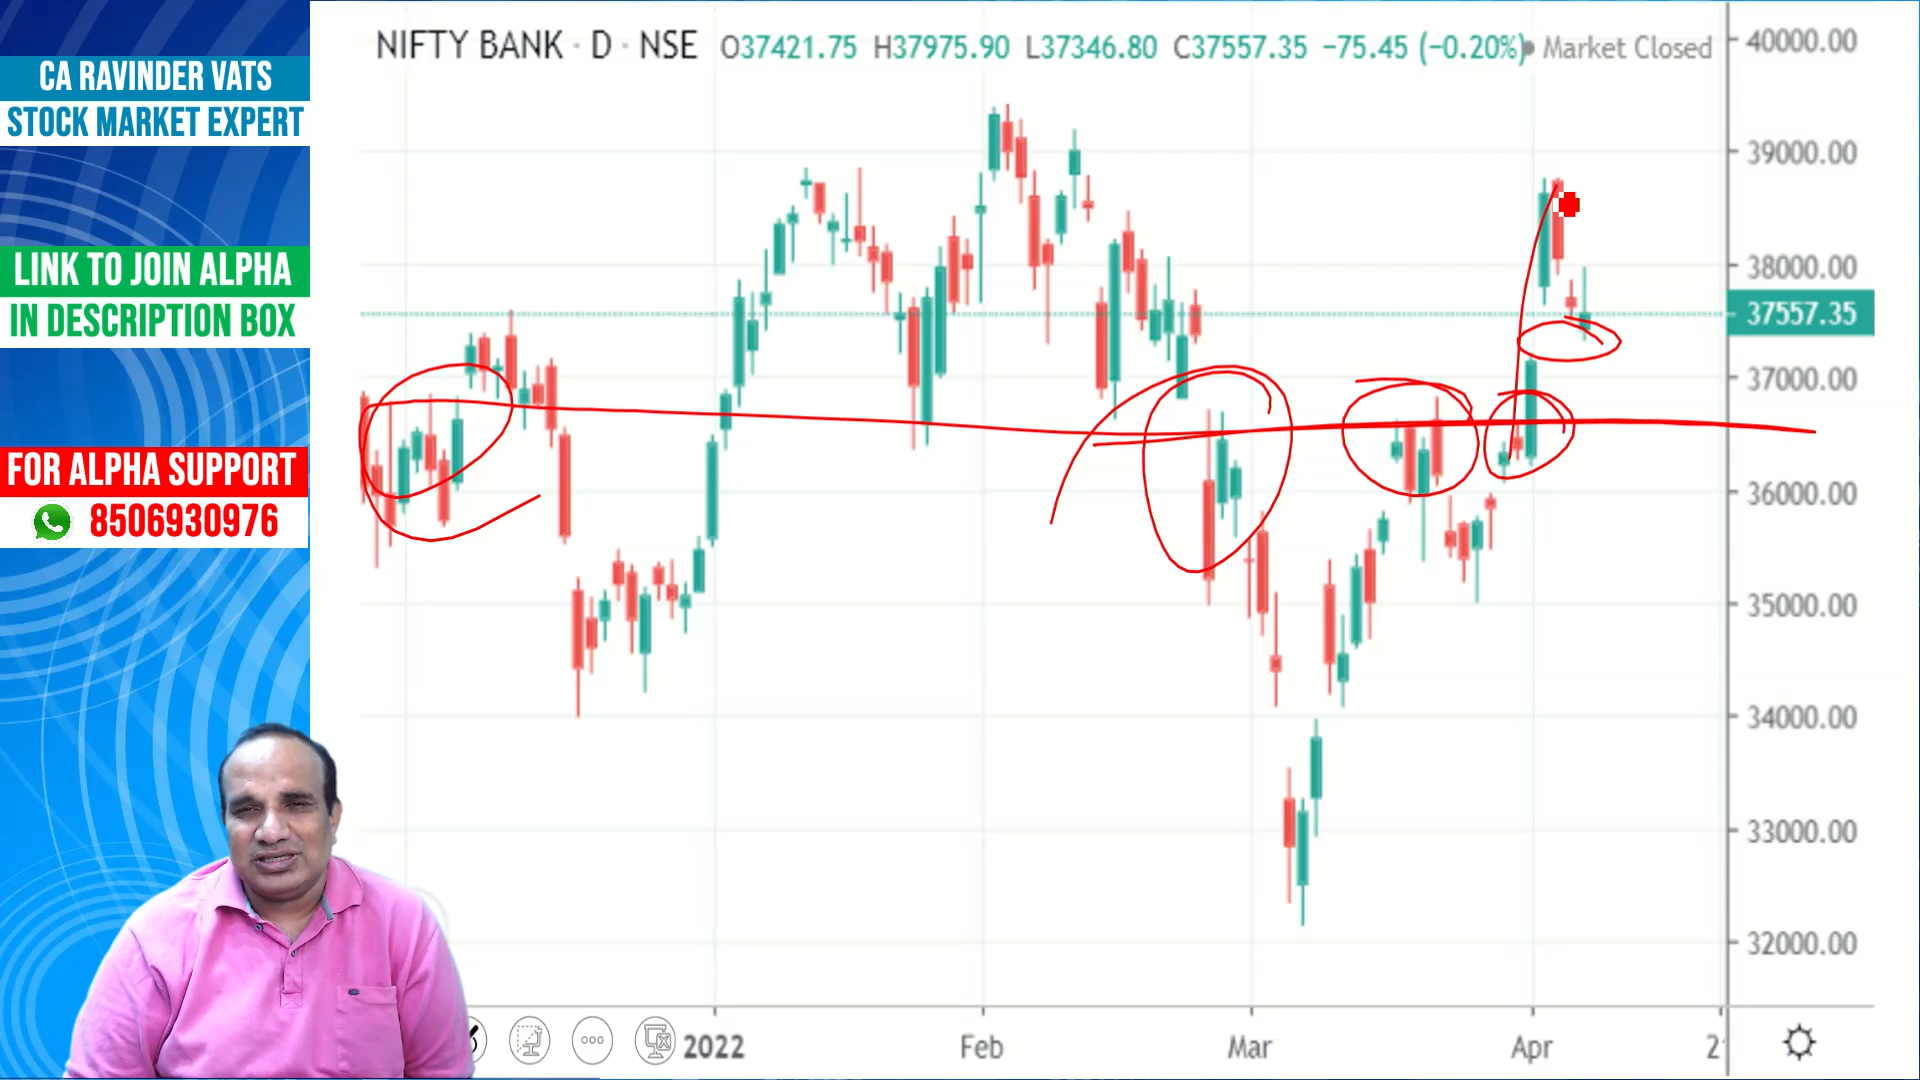 CA RAVINDER VATS
STOCK MARKET EXPERT
LINK TO JOIN ALPHA
IN DESCRIPTION BOX
FOR ALPHA SUPPORT
8506930976
NIFTY BANK · D · NSE O37421.75 H37975.90 L37346.80 C37557.35 −75.45 (−0.20%) Market Closed
40000.00
39000.00
38000.00
37557.35
37000.00
36000.00
35000.00
34000.00
33000.00
32000.00
2022 Feb Mar Apr